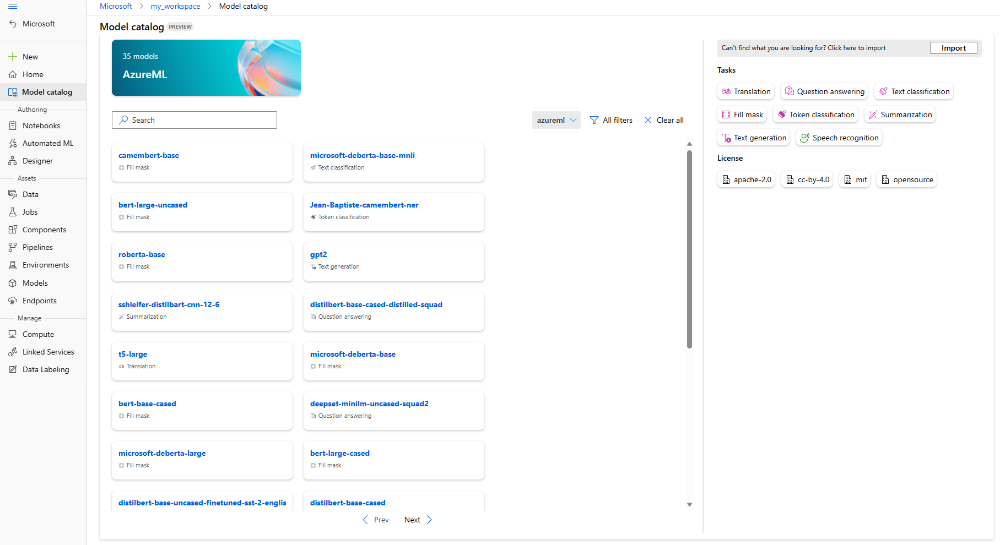 Microsoft > my_workspace > Model catalog
Microsoft
New
Home
Model catalog
Authoring
Notebooks
Automated ML
Designer
Assets
Data
Jobs
Components
Pipelines
Environments
Models
Endpoints
Manage
Compute
Linked Services
Data Labeling
Model catalog PREVIEW
35 models
AzureML
Search
azureml All filters Clear all
camembert-base
Fill mask
microsoft-deberta-base-mnli
Text classification
bert-large-uncased
Fill mask
Jean-Baptiste-camembert-ner
Token classification
roberta-base
Fill mask
gpt2
Text generation
sshleifer-distilbart-cnn-12-6
Summarization
distilbert-base-cased-distilled-squad
Question answering
t5-large
Translation
microsoft-deberta-base
Fill mask
bert-base-cased
Fill mask
deepset-minilm-uncased-squad2
Question answering
microsoft-deberta-large
Fill mask
bert-large-cased
Fill mask
distilbert-base-uncased-finetuned-sst-2-englis
distilbert-base-cased
Prev Next
Can't find what you are looking for? Click here to import Import
Tasks
Translation Question answering Text classification
Fill mask Token classification Summarization
Text generation Speech recognition
License
apache-2.0 cc-by-4.0 mit opensource